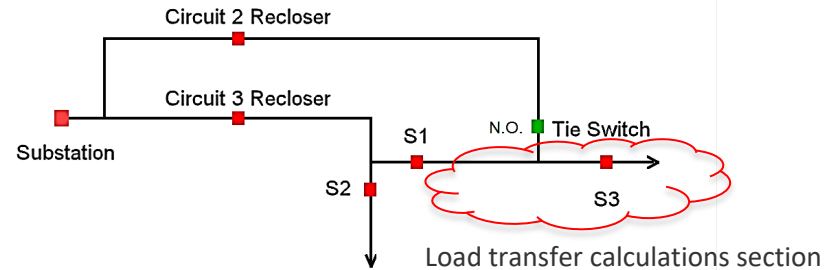 Circuit 2 Recloser
Circuit 3 Recloser
Substation
N.O. Tie Switch
S1
S2
S3
Load transfer calculations section